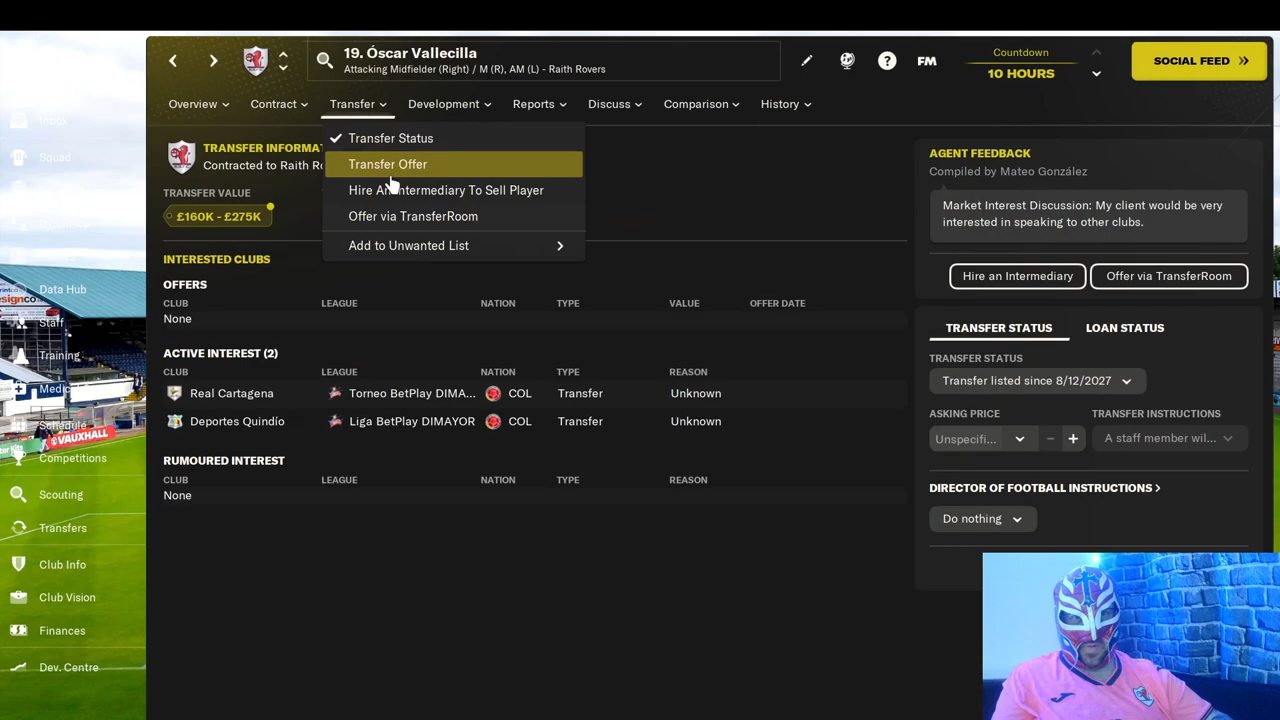 19. Óscar Vallecilla
Attacking Midfielder (Right) / M (R), AM (L) - Raith Rovers
FM
Countdown
10 HOURS
SOCIAL FEED
Overview
Contract
Transfer
Development
Reports
Discuss
Comparison
History
Inbox
Squad
Data Hub
Staff
Training
Schedule
Competitions
Scouting
Transfers
Club Info
Club Vision
Finances
Dev. Centre
VAUXHALL
TRANSFER INFORMAT
Contracted to Raith Ro
TRANSFER VALUE
£160K - £275K
Transfer Status
Transfer Offer
Hire An Intermediary To Sell Player
Offer via TransferRoom
Add to Unwanted List
INTERESTED CLUBS
OFFERS
CLUB LEAGUE NATION TYPE VALUE OFFER DATE
None
ACTIVE INTEREST (2)
CLUB LEAGUE NATION TYPE REASON
Real Cartagena Torneo BetPlay DIMA... COL Transfer Unknown
Deportes Quindío Liga BetPlay DIMAYOR COL Transfer Unknown
RUMOURED INTEREST
CLUB LEAGUE NATION TYPE REASON
None
AGENT FEEDBACK
Compiled by Mateo González
Market Interest Discussion: My client would be very
interested in speaking to other clubs.
Hire an Intermediary
Offer via TransferRoom
TRANSFER STATUS LOAN STATUS
TRANSFER STATUS
Transfer listed since 8/12/2027
ASKING PRICE TRANSFER INSTRUCTIONS
Unspecifi... A staff member wil...
DIRECTOR OF FOOTBALL INSTRUCTIONS >
Do nothing